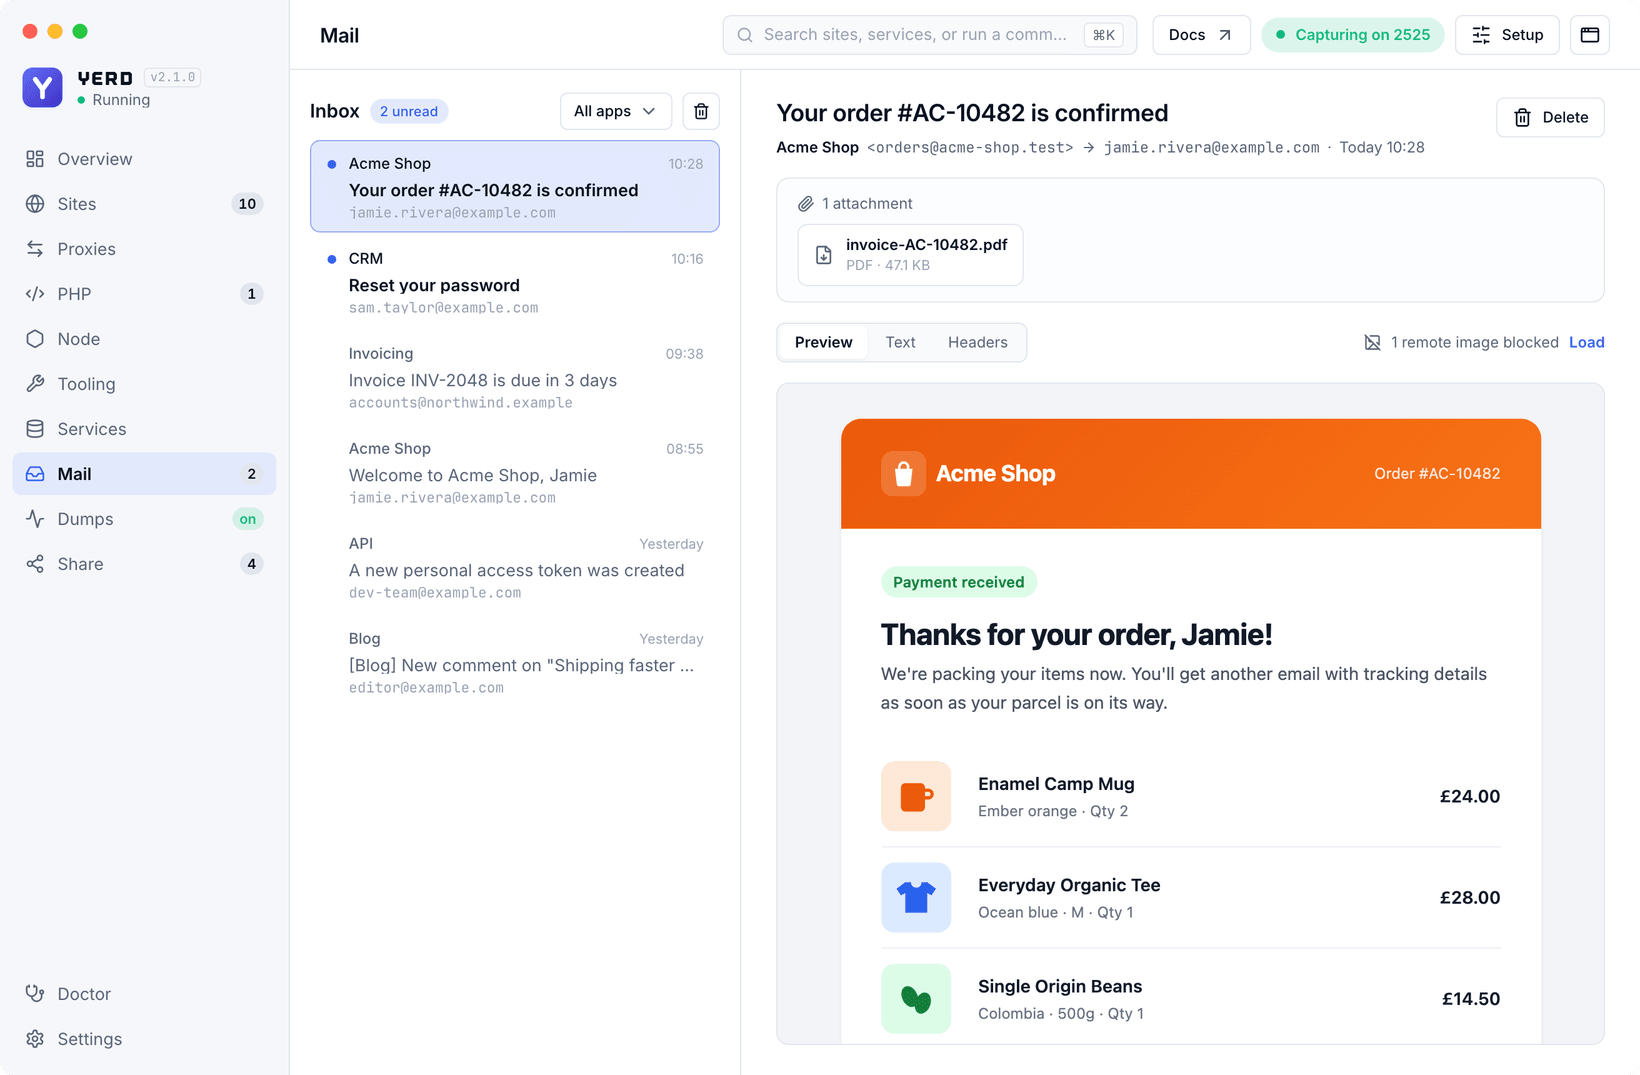 YERD v2.1.0
Running
Overview
Sites 10
Proxies
PHP 1
Node
Tooling
Services
Mail 2
Dumps on
Share 4
Doctor
Settings
Mail
Search sites, services, or run a comm... ⌘K
Docs
Capturing on 2525
Setup
Inbox 2 unread All apps
Acme Shop 10:28
Your order #AC-10482 is confirmed
jamie.rivera@example.com
CRM 10:16
Reset your password
sam.taylor@example.com
Invoicing 09:38
Invoice INV-2048 is due in 3 days
accounts@northwind.example
Acme Shop 08:55
Welcome to Acme Shop, Jamie
jamie.rivera@example.com
API Yesterday
A new personal access token was created
dev-team@example.com
Blog Yesterday
[Blog] New comment on "Shipping faster ...
editor@example.com
Your order #AC-10482 is confirmed
Delete
Acme Shop <orders@acme-shop.test> → jamie.rivera@example.com · Today 10:28
1 attachment
invoice-AC-10482.pdf
PDF · 47.1 KB
Preview Text Headers
1 remote image blocked Load
Acme Shop Order #AC-10482
Payment received
Thanks for your order, Jamie!
We're packing your items now. You'll get another email with tracking details
as soon as your parcel is on its way.
Enamel Camp Mug
Ember orange · Qty 2
£24.00
Everyday Organic Tee
Ocean blue · M · Qty 1
£28.00
Single Origin Beans
Colombia · 500g · Qty 1
£14.50